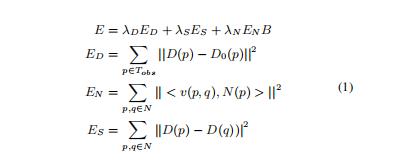 E = λ_D E_D + λ_S E_S + λ_N E_N B
E_D = ∑_{p∈T_{obs}} ||D(p) − D_0(p)||^2
E_N = ∑_{p,q∈N} || < v(p, q), N(p) > ||^2 (1)
E_S = ∑_{p,q∈N} ||D(p) − D(q))|^2